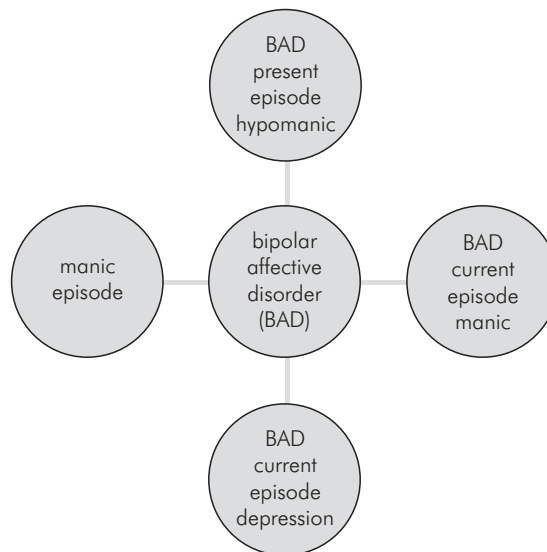 BAD
present
episode
hypomanic
manic
episode
bipolar
affective
disorder
(BAD)
BAD
current
episode
manic
BAD
current
episode
depression